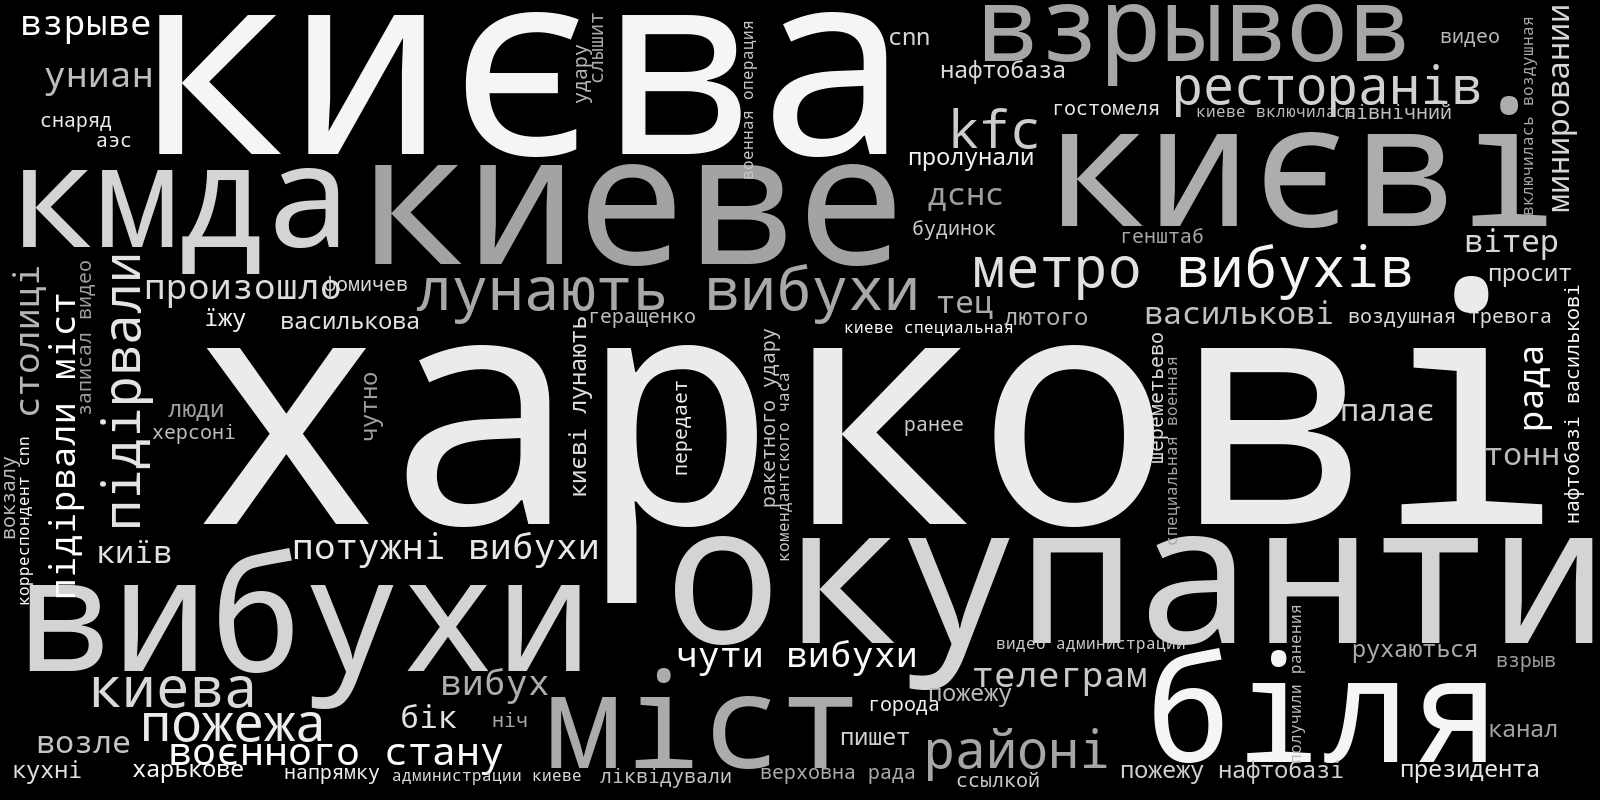 взрыве
києва
cnn
взрывов
видео
униан
удару
слышит
военная операция
нафтобаза
ресторанів
включилась воздушная
минировании
снаряд
аэс
kfc
гостомеля
киеве включилась
північний
пролунали
києві
кмда
киеве
дснс
будинок
генштаб
вітер
столиці
підірвали міст
записал видео
підірвали
произошло
фомичев
лунають вибухи
метро
вибухів
просит
їжу
василькова
геращенко
тец
лютого
василькові
воздушная тревога
киеве специальная
харкові
києві лунають
ракетного удару
комендантского часа
шереметьево
специальная военная
рада
нафтобазі василькові
люди
херсоні
чутно
передает
ранее
палає
тонн
вокзалу
корреспондент cnn
київ
потужні вибухи
окупанти
вибухи
чути вибухи
видео администрации
получили ранения
рухаються
взрыв
киева
вибух
міст
телеграм
біля
пожежу
города
пожежа
бік
ніч
канал
возле
воєнного стану
пишет
районі
кухні
харькове
напрямку
администрации киеве
ліквідували
верховна рада
ссылкой
пожежу нафтобазі
президента